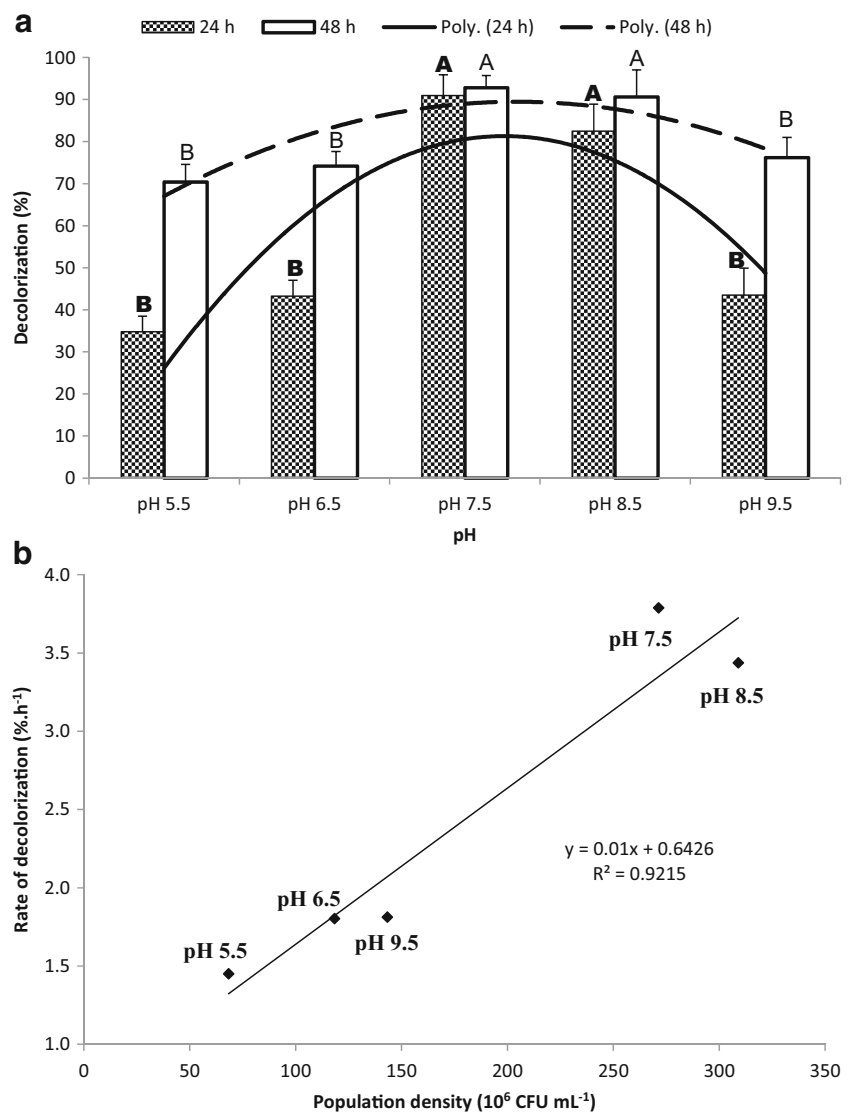 a
24 h 48 h Poly. (24 h) Poly. (48 h)
100
90
80
70
60
50
40
30
20
10
0
Decolorization (%)
B B B B A A A A B B
pH 5.5 pH 6.5 pH 7.5 pH 8.5 pH 9.5
pH
b
4.0
3.5
3.0
2.5
2.0
1.5
1.0
Rate of decolorization (%.h⁻¹)
pH 7.5
pH 8.5
y = 0.01x + 0.6426
R² = 0.9215
pH 6.5
pH 9.5
pH 5.5
0 50 100 150 200 250 300 350
Population density (10⁶ CFU mL⁻¹)